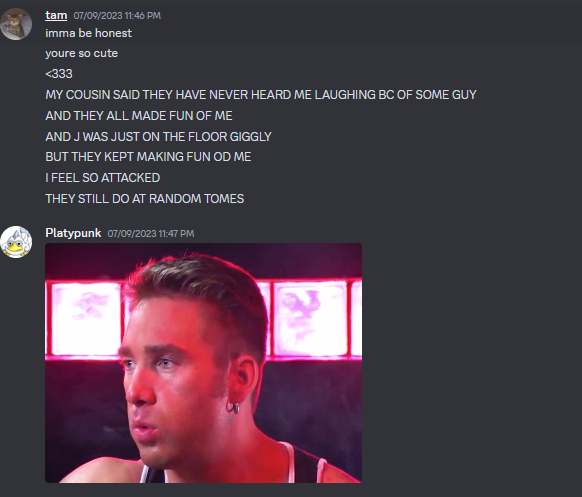 tam 07/09/2023 11:46 PM
imma be honest
youre so cute
<333
MY COUSIN SAID THEY HAVE NEVER HEARD ME LAUGHING BC OF SOME GUY
AND THEY ALL MADE FUN OF ME
AND J WAS JUST ON THE FLOOR GIGGLY
BUT THEY KEPT MAKING FUN OD ME
I FEEL SO ATTACKED
THEY STILL DO AT RANDOM TOMES
Platypunk 07/09/2023 11:47 PM